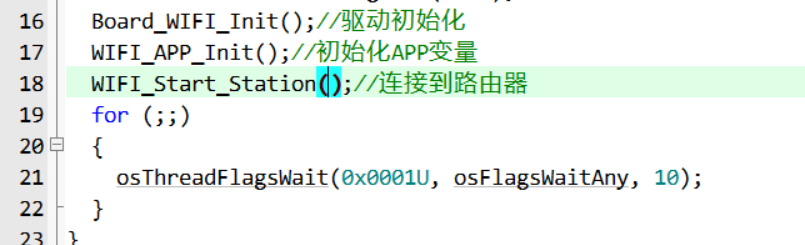 16 Board_WIFI_Init();//驱动初始化
17 WIFI_APP_Init();//初始化APP变量
18 WIFI_Start_Station();//连接到路由器
19 for (;;)
20 {
21 osThreadFlagsWait(0x0001U, osFlagsWaitAny, 10);
22 }
23 }